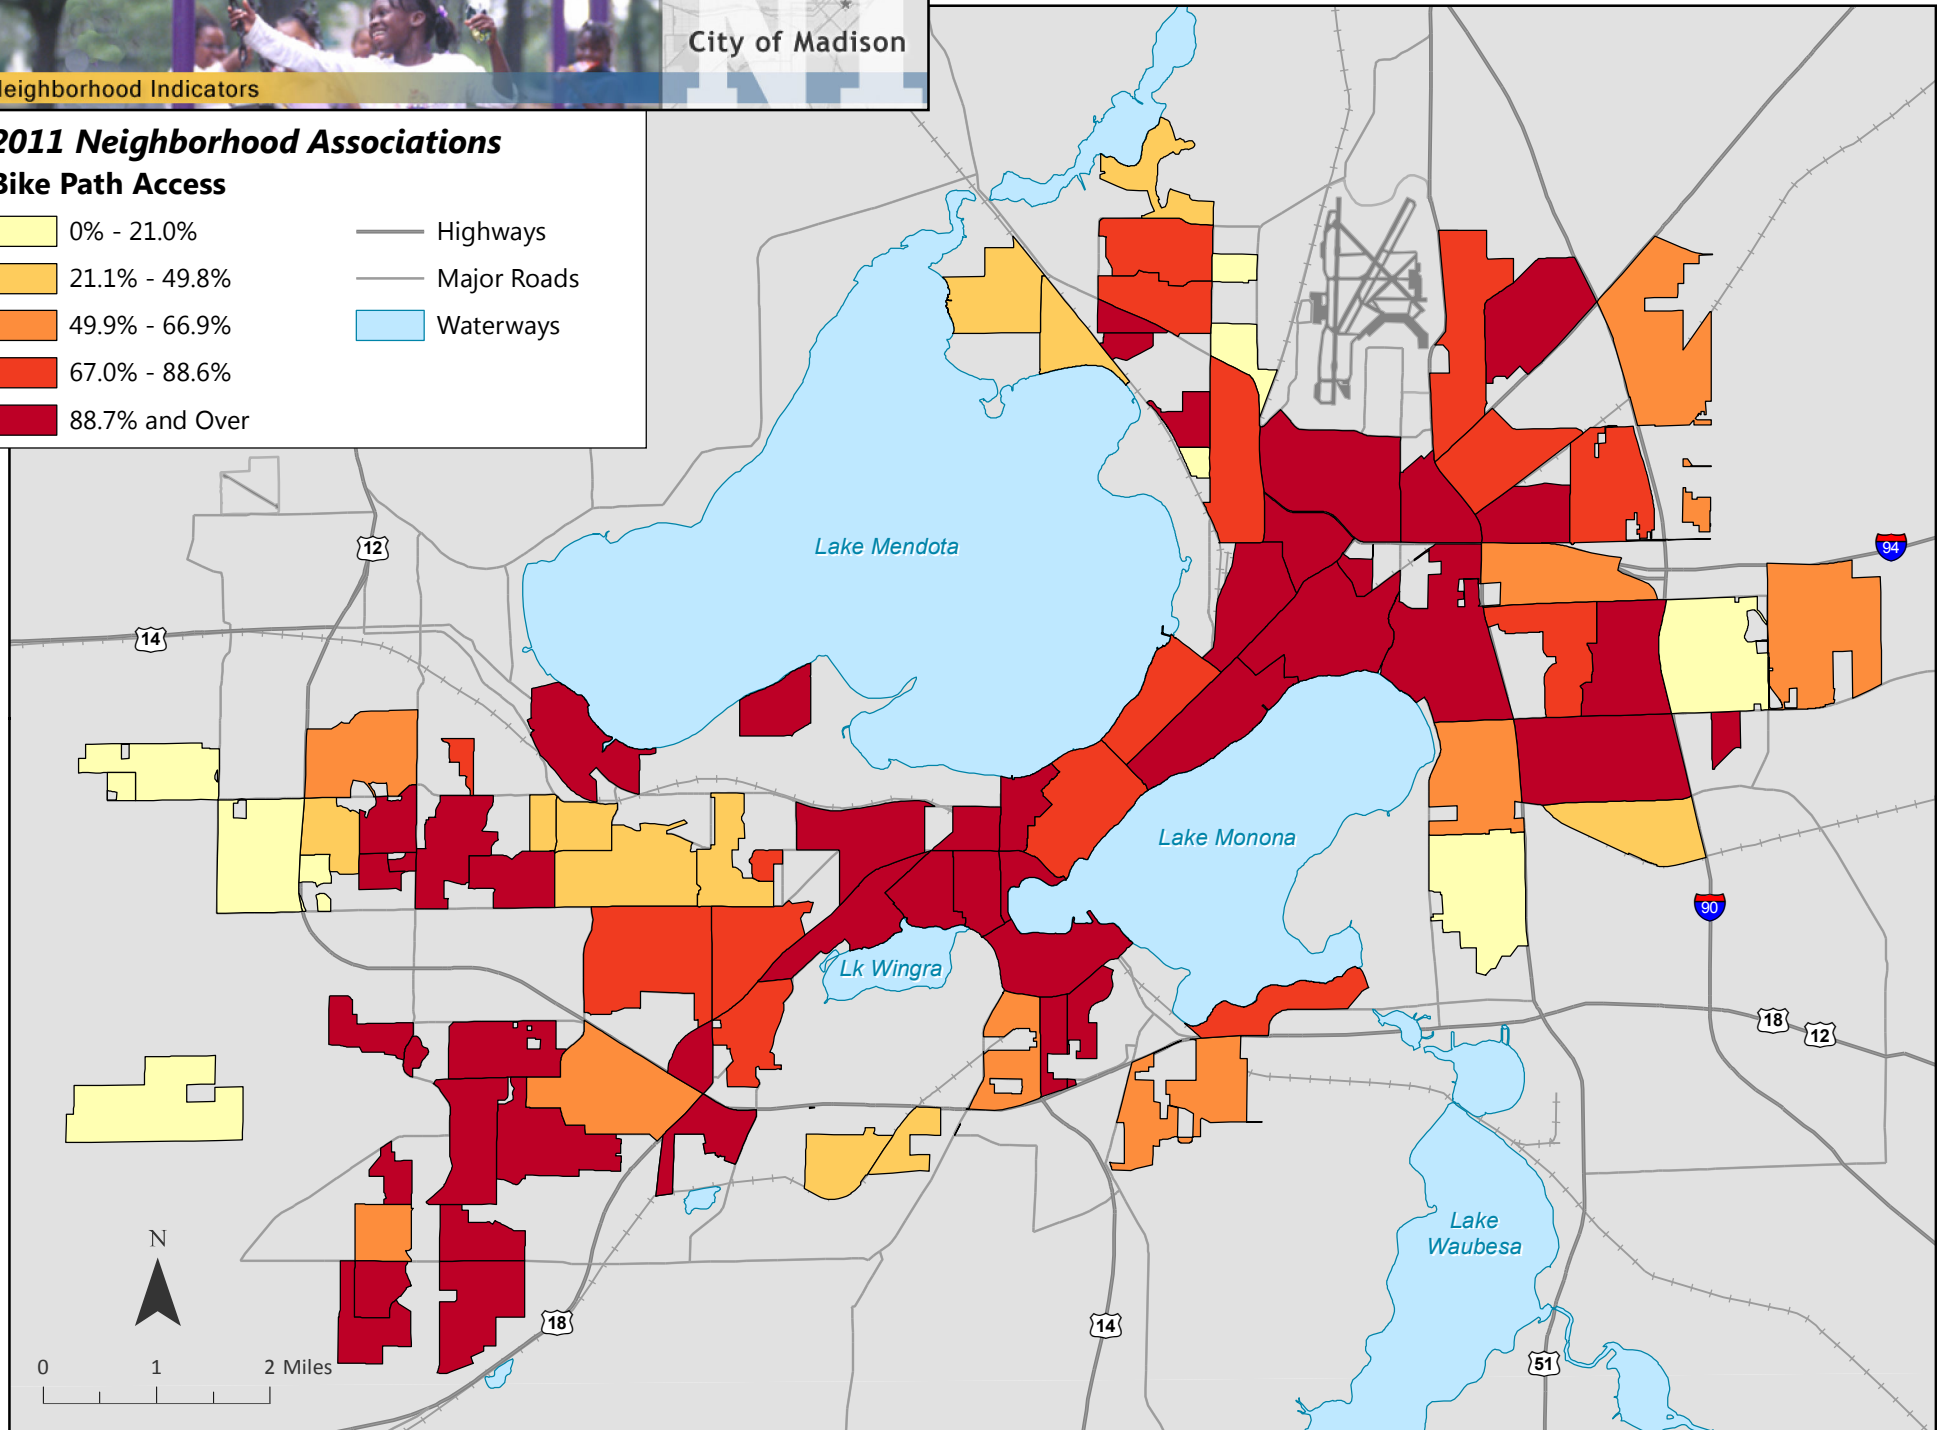 City of Madison
Neighborhood Indicators
2011 Neighborhood Associations
Bike Path Access
0% - 21.0%
21.1% - 49.8%
49.9% - 66.9%
67.0% - 88.6%
88.7% and Over
Highways
Major Roads
Waterways
12
14
Lake Mendota
94
Lake Monona
90
Lk Wingra
18
12
Lake
Waubesa
N
18
14
51
0 1 2 Miles